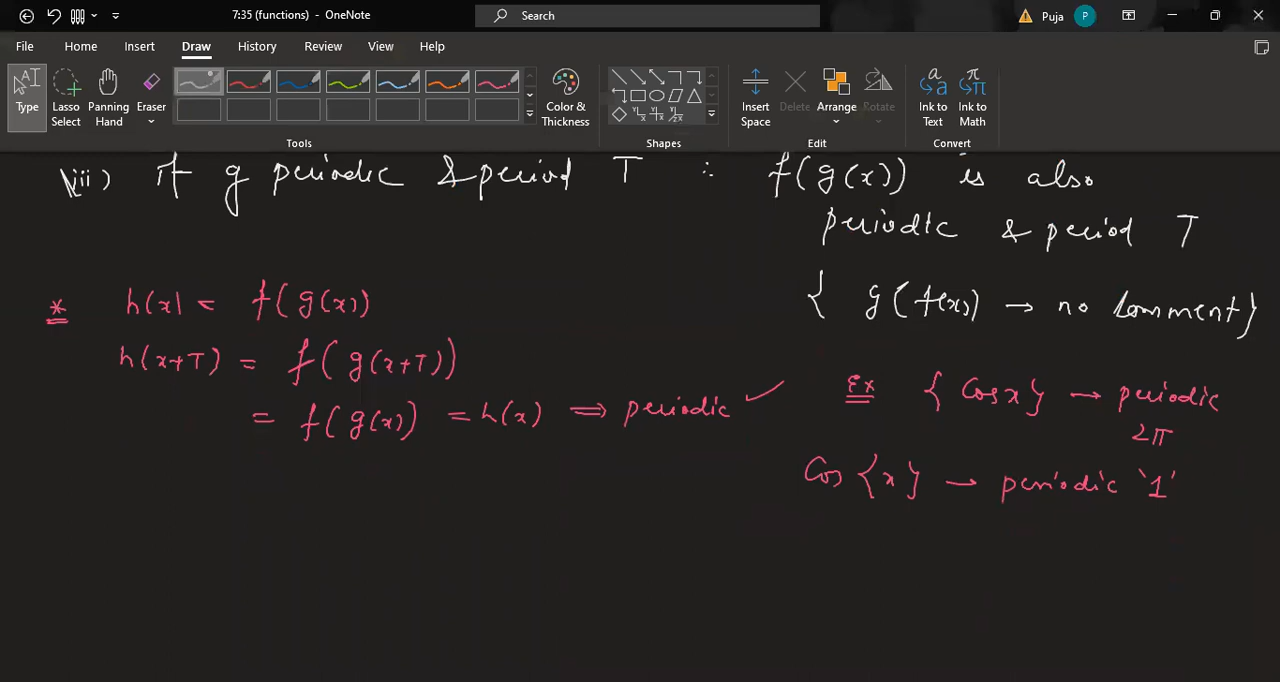 7:35 (functions) - OneNote
Search
Puja P
File Home Insert Draw History Review View Help
Type Lasso Select Panning Hand Eraser Color & Thickness Insert Space Delete Arrange Rotate Ink to Text Ink to Math
Tools Shapes Edit Convert
iii) If g periodic & period T ∴ f(g(x)) is also
periodic & period T
{ g(f(x)) → no comment}
* h(x) = f(g(x))
h(x+T) = f(g(x+T))
= f(g(x)) = h(x) ⇒ periodic ✓
Ex { Cos x} → periodic
2π
Cos {x} → periodic '1'